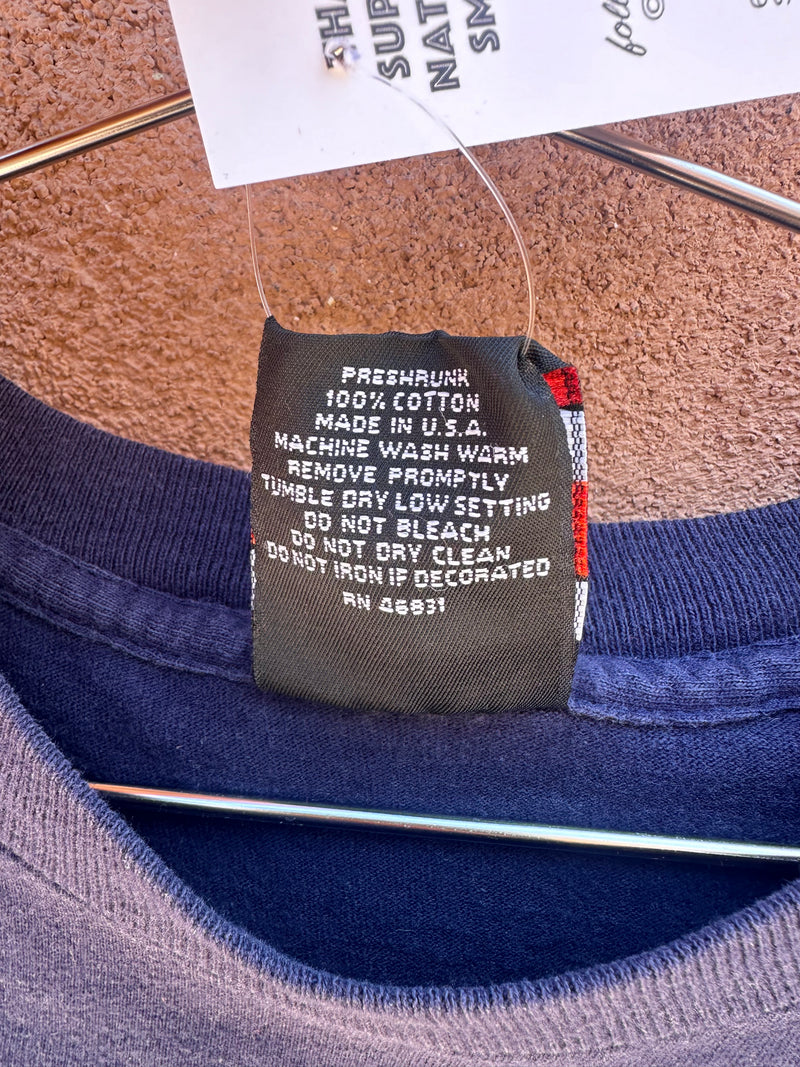 PRESHRUNK
100% COTTON
MADE IN U.S.A.
MACHINE WASH WARM
REMOVE PROMPTLY
TUMBLE DRY LOW SETTING
DO NOT BLEACH
DO NOT DRY CLEAN
DO NOT IRON IF DECORATED
RN 46831